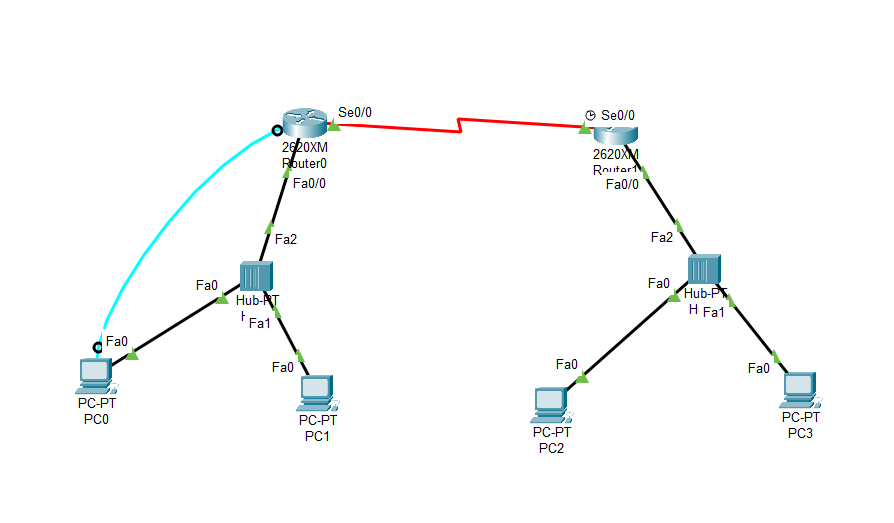 Se0/0
2620XM
Router0
Fa0/0
Fa2
Fa0
Hub-PT
Fa1
Fa0
Fa0
PC-PT
PC0
PC-PT
PC1
Se0/0
2620XM
Fa0/0
Fa2
Fa0
Hub-PT
Fa1
Fa0
Fa0
PC-PT
PC2
PC-PT
PC3